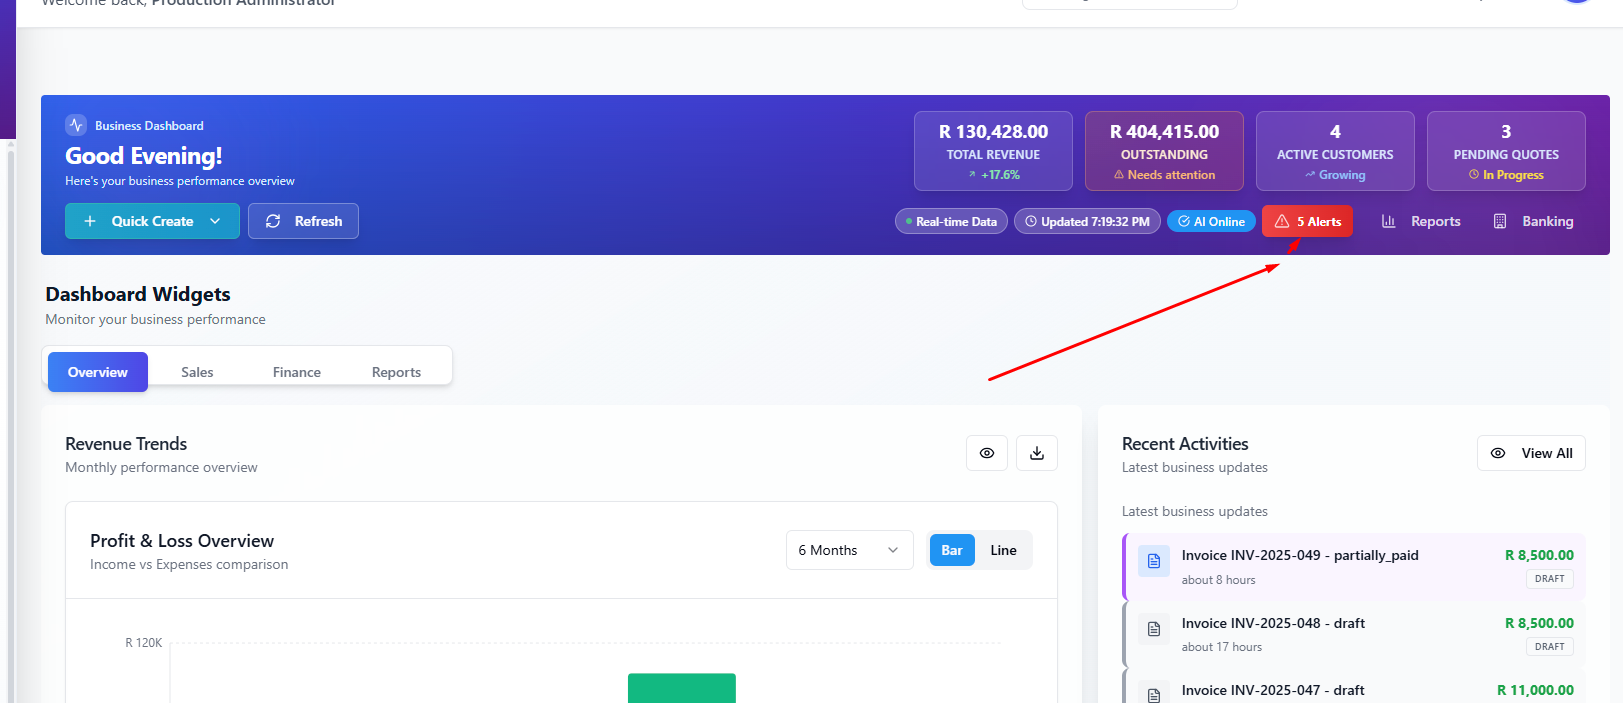 Welcome back, Production Administrator
Business Dashboard
Good Evening!
Here's your business performance overview
Quick Create
Refresh
R 130,428.00
TOTAL REVENUE
+17.6%
R 404,415.00
OUTSTANDING
Needs attention
4
ACTIVE CUSTOMERS
Growing
3
PENDING QUOTES
In Progress
Real-time Data
Updated 7:19:32 PM
AI Online
5 Alerts
Reports
Banking
Dashboard Widgets
Monitor your business performance
Overview
Sales
Finance
Reports
Revenue Trends
Monthly performance overview
Profit & Loss Overview
Income vs Expenses comparison
6 Months
Bar
Line
R 120K
Recent Activities
Latest business updates
View All
Latest business updates
Invoice INV-2025-049 - partially_paid
R 8,500.00
about 8 hours
DRAFT
Invoice INV-2025-048 - draft
R 8,500.00
about 17 hours
DRAFT
Invoice INV-2025-047 - draft
R 11,000.00